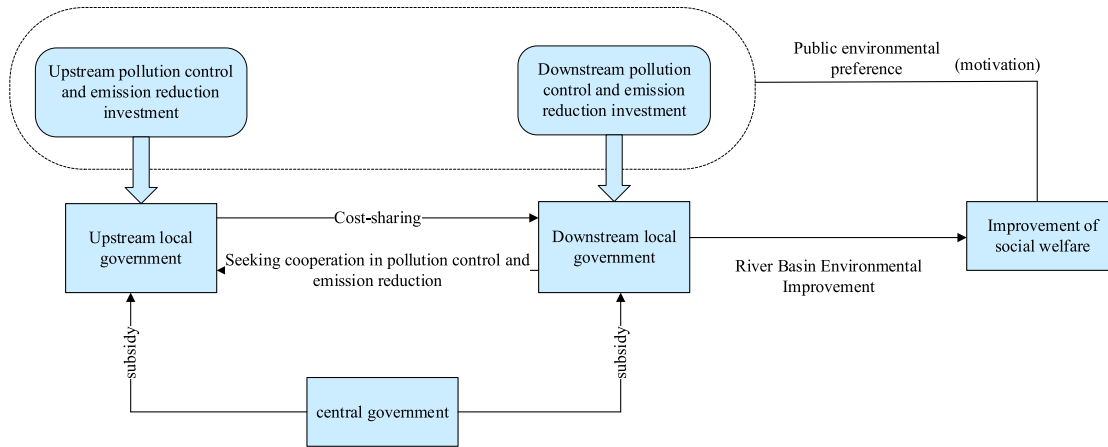 Upstream pollution control
and emission reduction
investment
Downstream pollution
control and emission
reduction investment
Public environmental
preference
(motivation)
Upstream local
government
Cost-sharing
Seeking cooperation in pollution control and
emission reduction
Downstream local
government
River Basin Environmental
Improvement
Improvement of
social welfare
subsidy
central government
subsidy